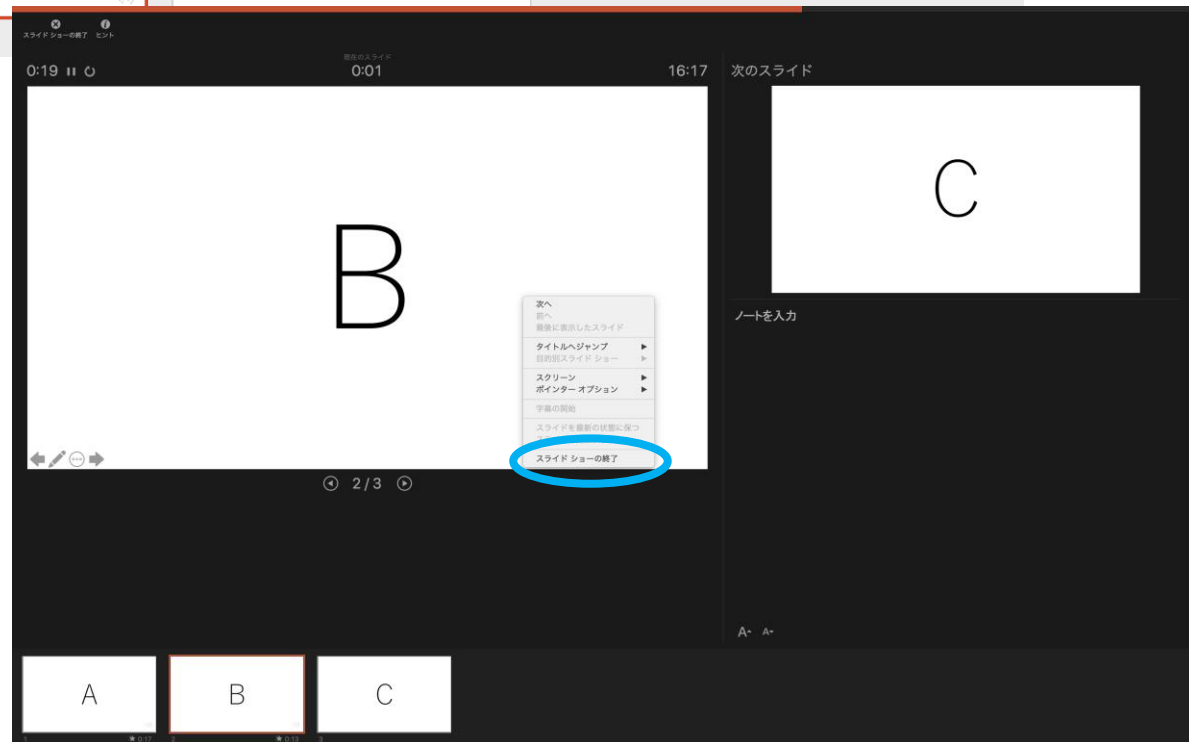 スライド ショーの終了 ヒント
現在のスライド
0:19
0:01
16:17
次のスライド
B
C
次へ
前へ
最後に表示したスライド
タイトルへジャンプ
目的別スライド ショー
スクリーン
ポインター オプション
字幕の開始
スライドを最新の状態に保つ
スライド ショーの終了
2/3
ノートを入力
A A
A
B
C
1
0:17
2
0:13
3